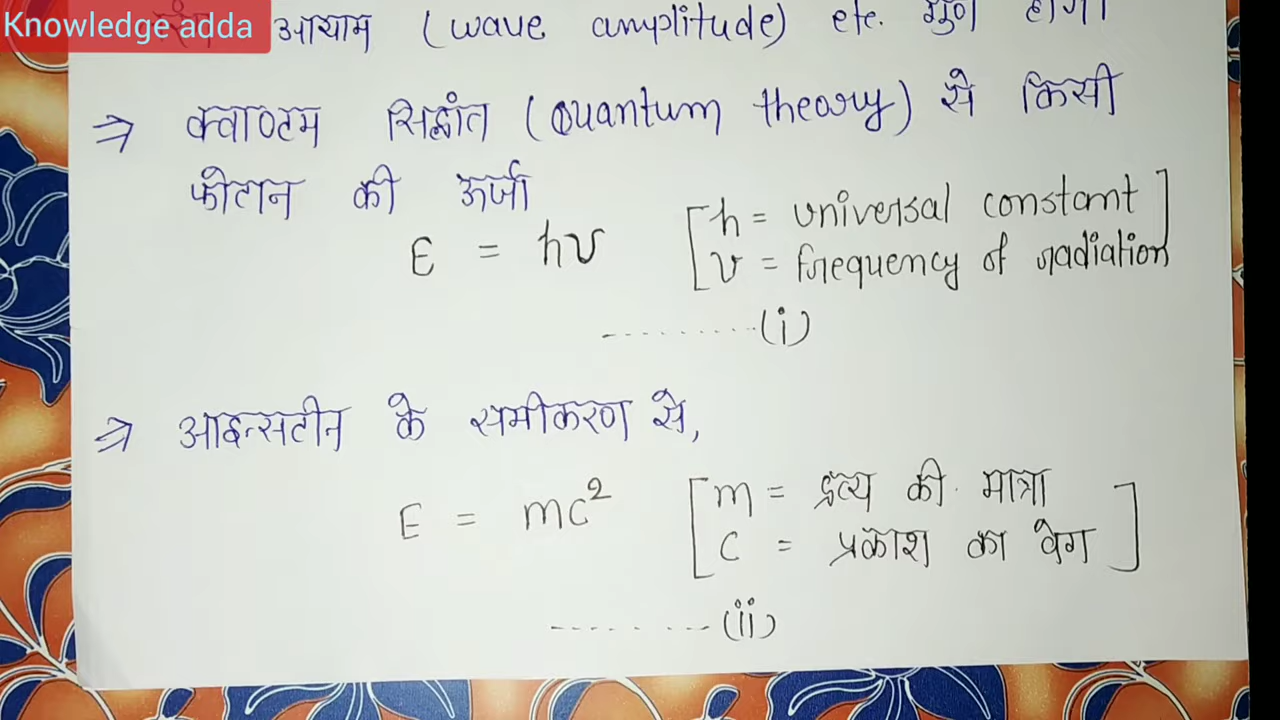 Knowledge adda
आयाम (wave amplitude) etc. गुण होगा।
⇒ क्वाण्टम सिद्धांत (Quantum theory) से किसी
फोटान की ऊर्जा
E = hν [h = universal constant
ν = frequency of radiation]
..........(i)
⇒ आइन्सटीन के समीकरण से,
E = mc² [m = द्रव्य की मात्रा
c = प्रकाश का वेग]
..........(ii)